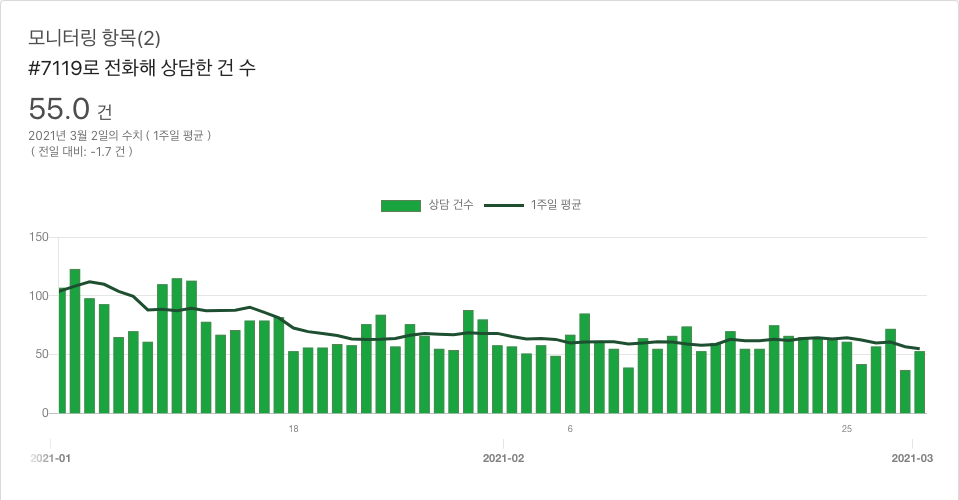 모니터링 항목(2)
#7119로 전화해 상담한 건 수
55.0 건
2021년 3월 2일의 수치 ( 1주일 평균 )
( 전일 대비: -1.7 건 )
상담 건수 1주일 평균
150
100
50
0
18 6 25
2021-01 2021-02 2021-03